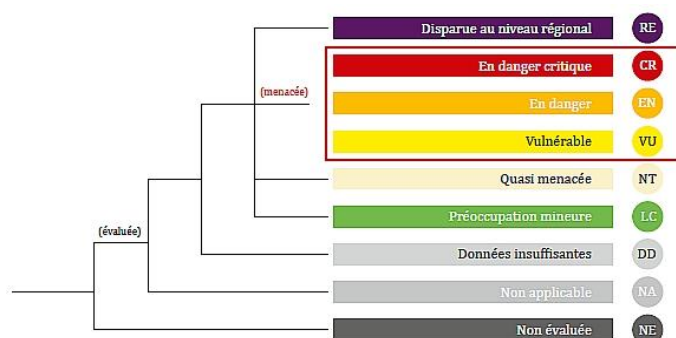 Disparue au niveau régional RE
En danger critique CR
(menacée)
En danger EN
Vulnérable VU
Quasi menacée NT
Préoccupation mineure LC
(évaluée)
Données insuffisantes DD
Non applicable NA
Non évaluée NE